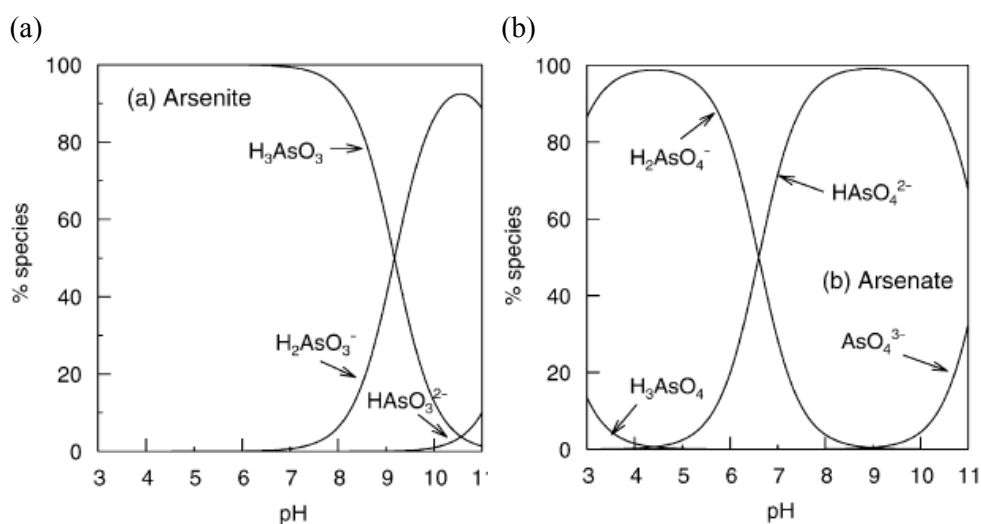 (a)
(b)
100
80
60
40
20
0
% species
(a) Arsenite
H₃AsO₃
H₂AsO₃⁻
HAsO₃²⁻
3 4 5 6 7 8 9 10 11
pH
100
80
60
40
20
0
% species
H₂AsO₄⁻
HAsO₄²⁻
(b) Arsenate
AsO₄³⁻
H₃AsO₄
3 4 5 6 7 8 9 10 11
pH